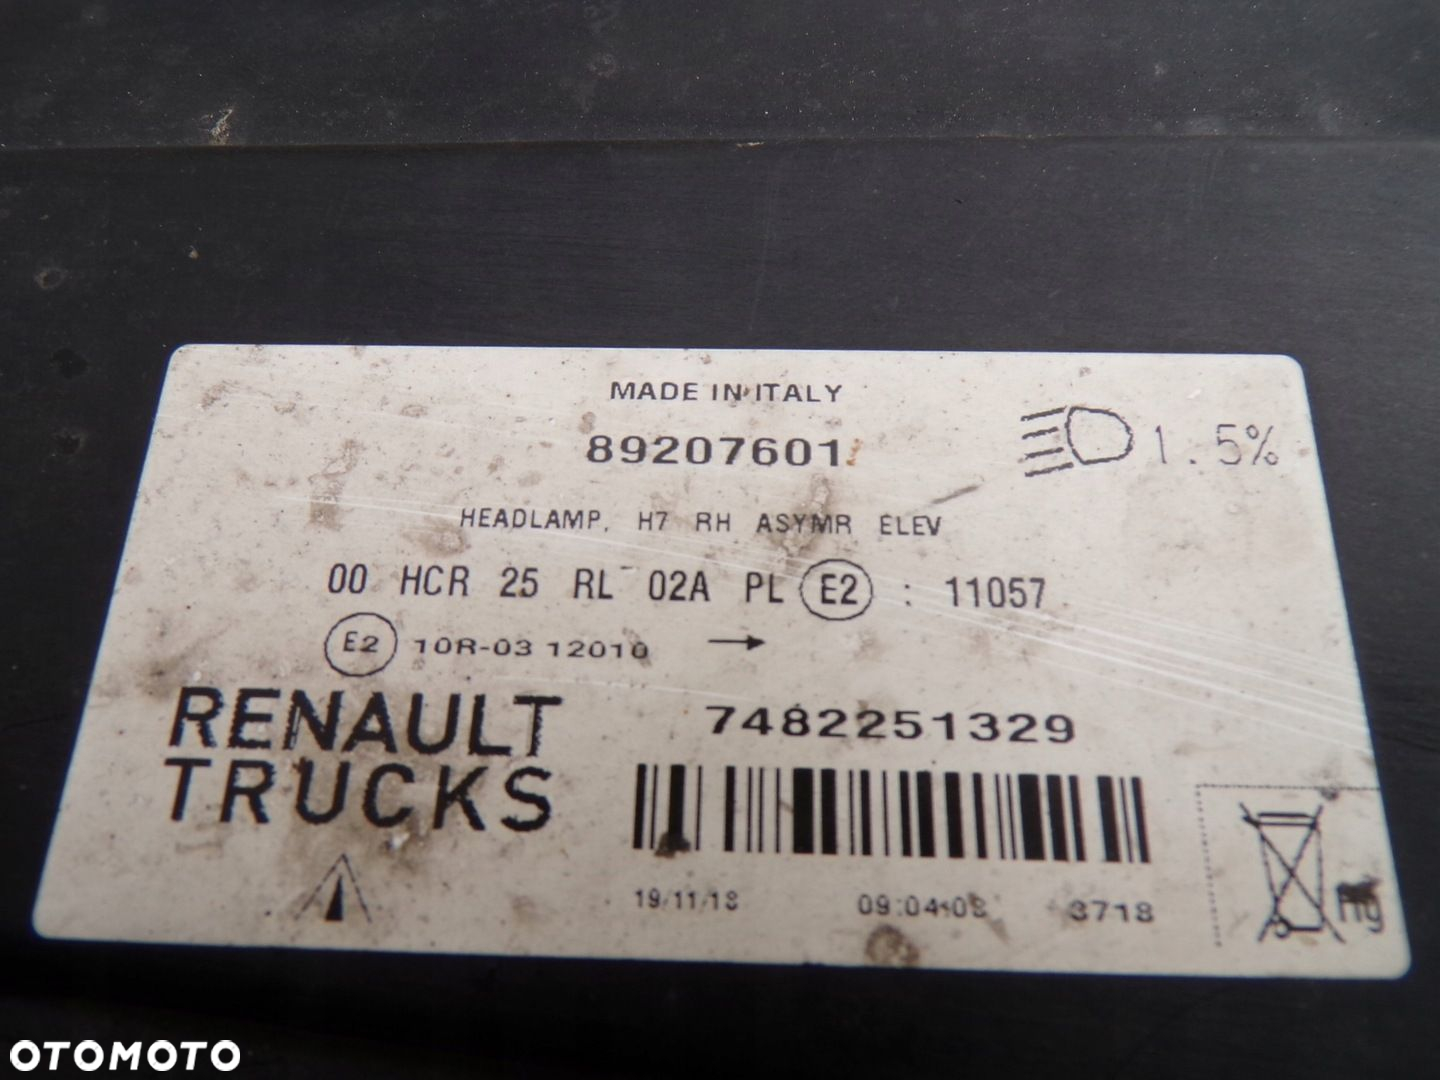 MADE IN ITALY
89207601
1.5%
HEADLAMP, H7 RH ASYMR ELEV
00 HCR 25 RL 02A PL E2 : 11057
E2 10R-03 12010 →
RENAULT
TRUCKS
7482251329
19/11/18 09:04:08 3718
Hg
OTOMOTO